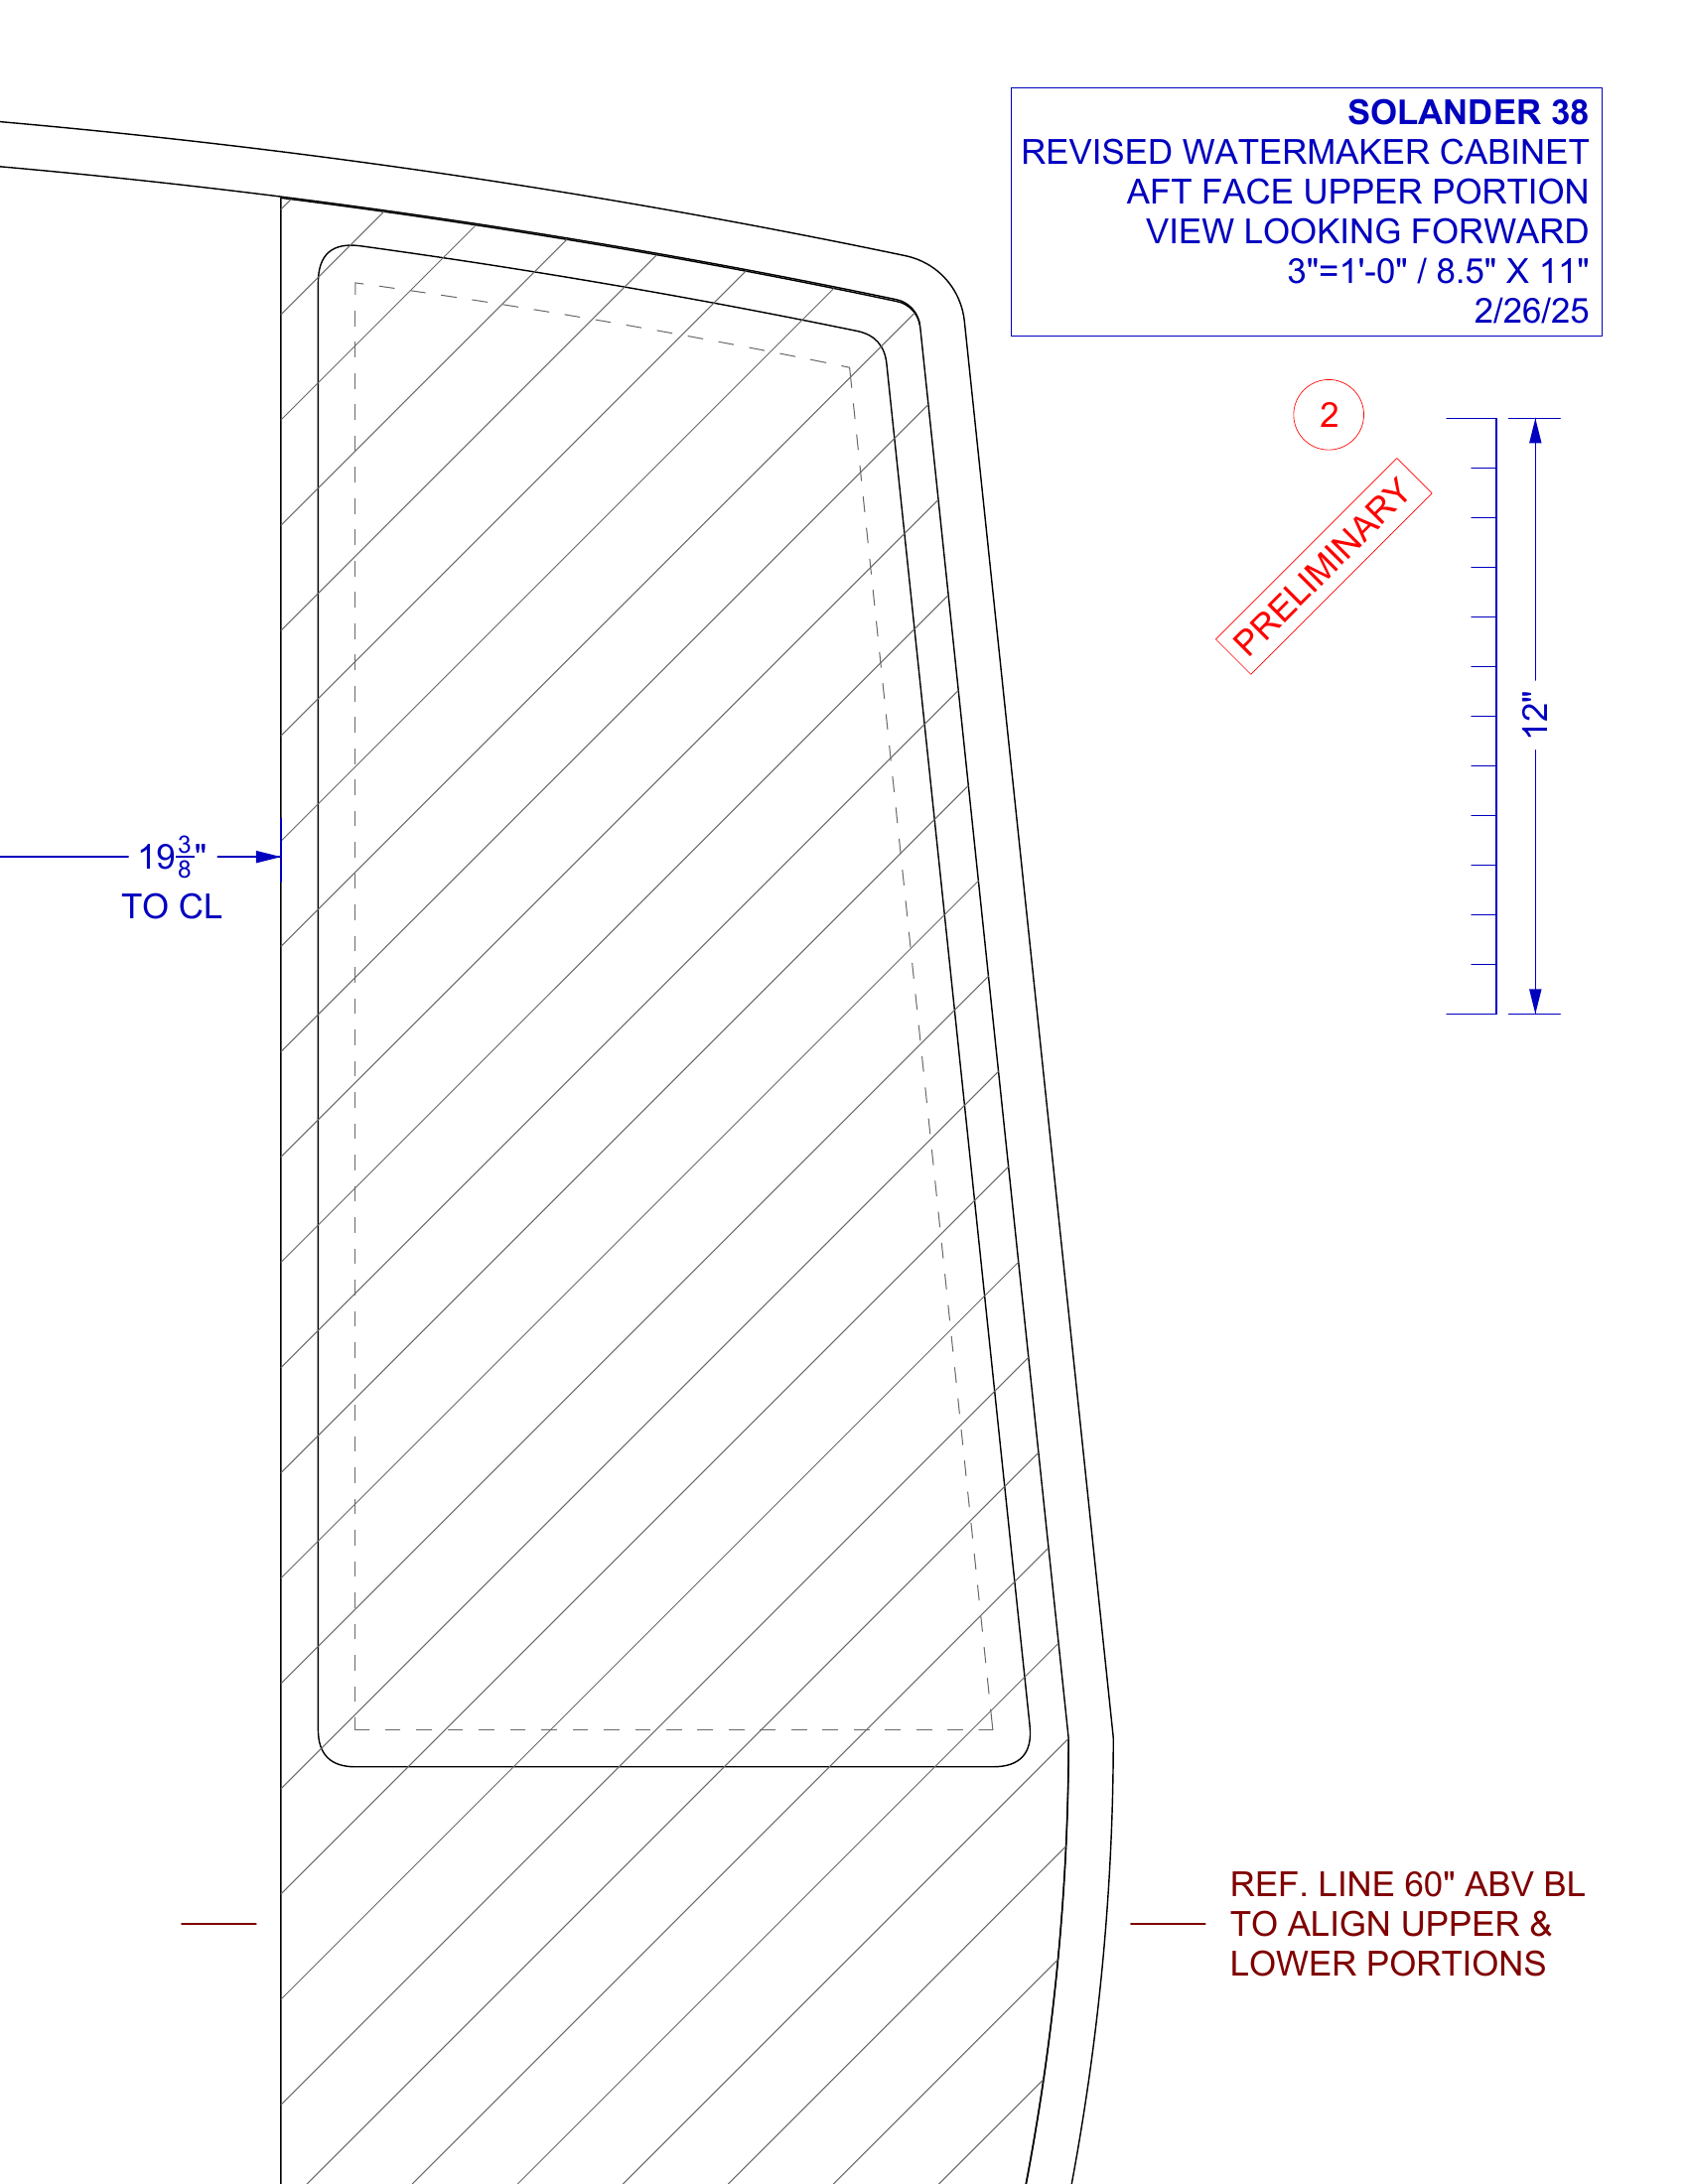 SOLANDER 38
REVISED WATERMAKER CABINET
AFT FACE UPPER PORTION
VIEW LOOKING FORWARD
3"=1'-0" / 8.5" X 11"
2/26/25
2
PRELIMINARY
12"
19 3/8"
TO CL
REF. LINE 60" ABV BL
TO ALIGN UPPER &
LOWER PORTIONS